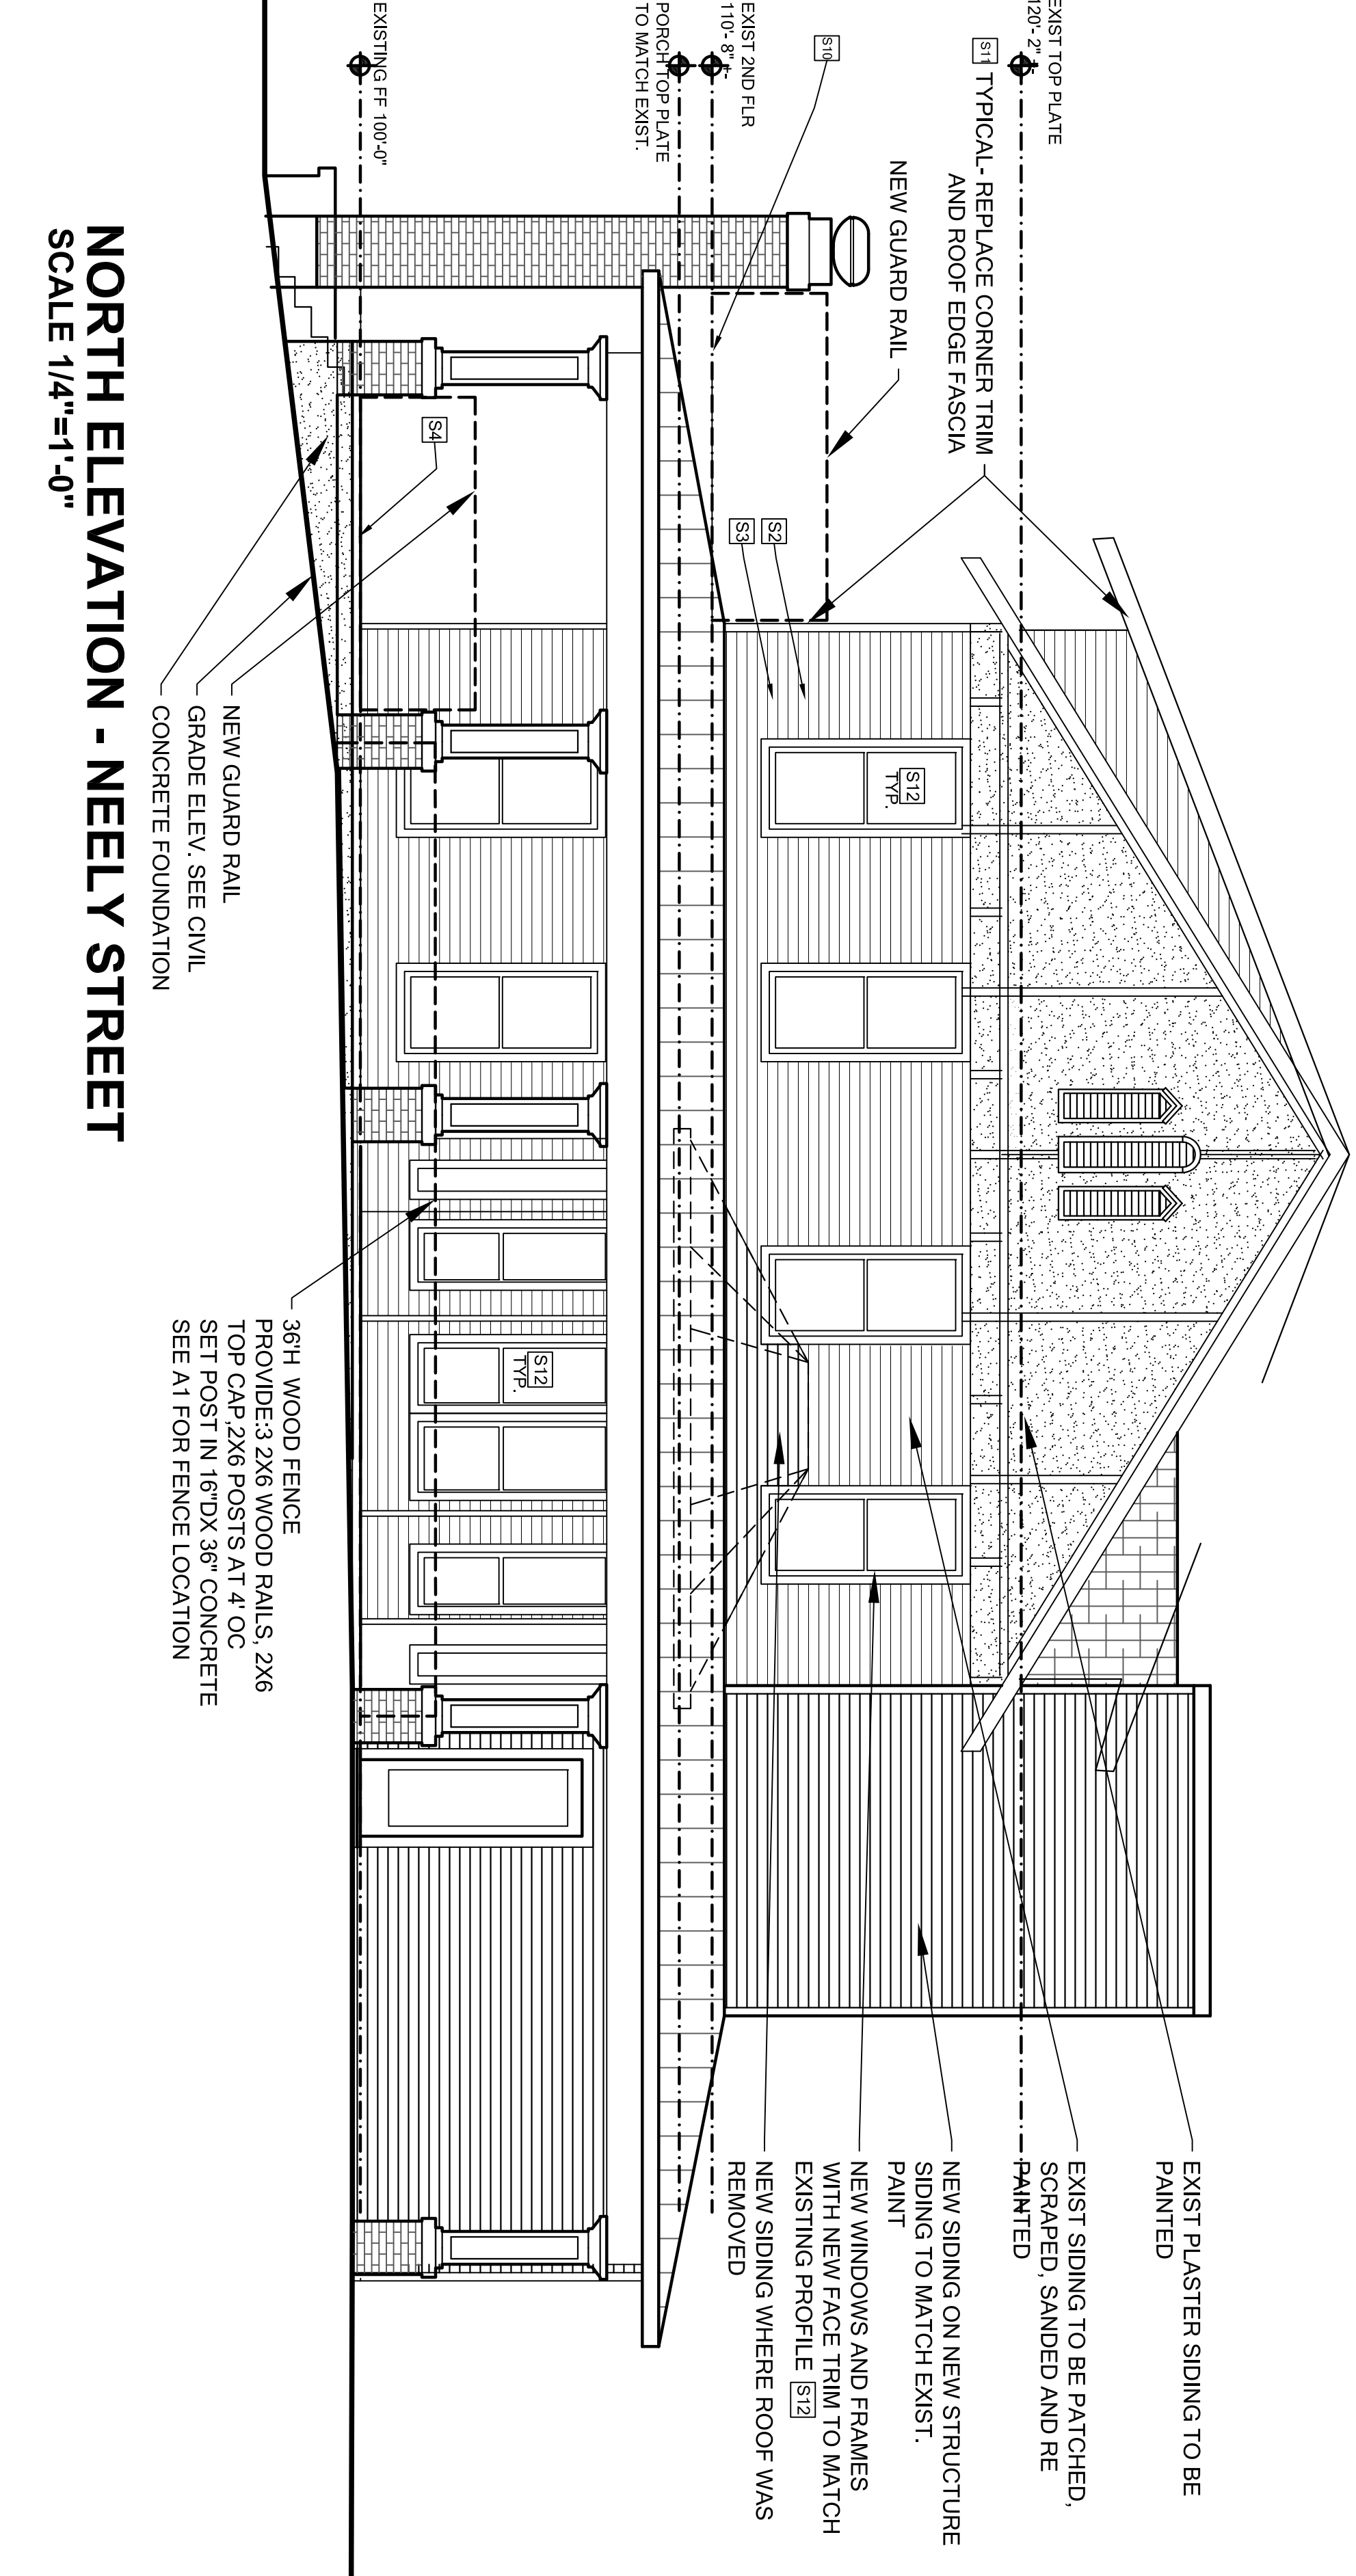 EXIST TOP PLATE
120'- 2" +-
S11 TYPICAL- REPLACE CORNER TRIM
AND ROOF EDGE FASCIA
NEW GUARD RAIL
S10
EXIST 2ND FLR
110'- 8" +-
PORCH TOP PLATE
TO MATCH EXIST.
EXISTING FF 100'-0"
S2
S3
S4
S12
TYP.
S12
TYP.
EXIST PLASTER SIDING TO BE
PAINTED
EXIST SIDING TO BE PATCHED,
SCRAPED, SANDED AND RE
PAINTED
NEW SIDING ON NEW STRUCTURE
SIDING TO MATCH EXIST.
PAINT
NEW WINDOWS AND FRAMES
WITH NEW FACE TRIM TO MATCH
EXISTING PROFILE S12
NEW SIDING WHERE ROOF WAS
REMOVED
NEW GUARD RAIL
GRADE ELEV. SEE CIVIL
CONCRETE FOUNDATION
36"H WOOD FENCE
PROVIDE:3 2X6 WOOD RAILS, 2X6
TOP CAP,2X6 POSTS AT 4' OC
SET POST IN 16"DX 36" CONCRETE
SEE A1 FOR FENCE LOCATION
NORTH ELEVATION - NEELY STREET
SCALE 1/4"=1'-0"